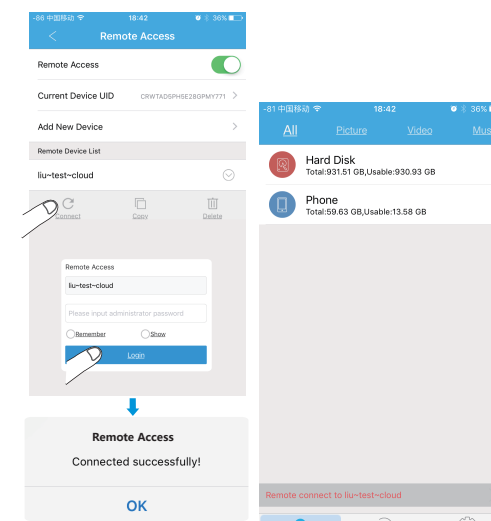 -86 中国移动 18:42 36%
Remote Access
Remote Access
Current Device UID CRWTAD5PH5E28GPMY771
Add New Device
Remote Device List
liu~test~cloud
Connect Copy Delete
Remote Access
liu~test~cloud
Please input administrator password
Remember Show
Login
Remote Access
Connected successfully!
OK
-81 中国移动 18:42 36%
All Picture Video Mus
Hard Disk
Total:931.51 GB,Usable:930.93 GB
Phone
Total:59.63 GB,Usable:13.58 GB
Remote connect to liu~test~cloud